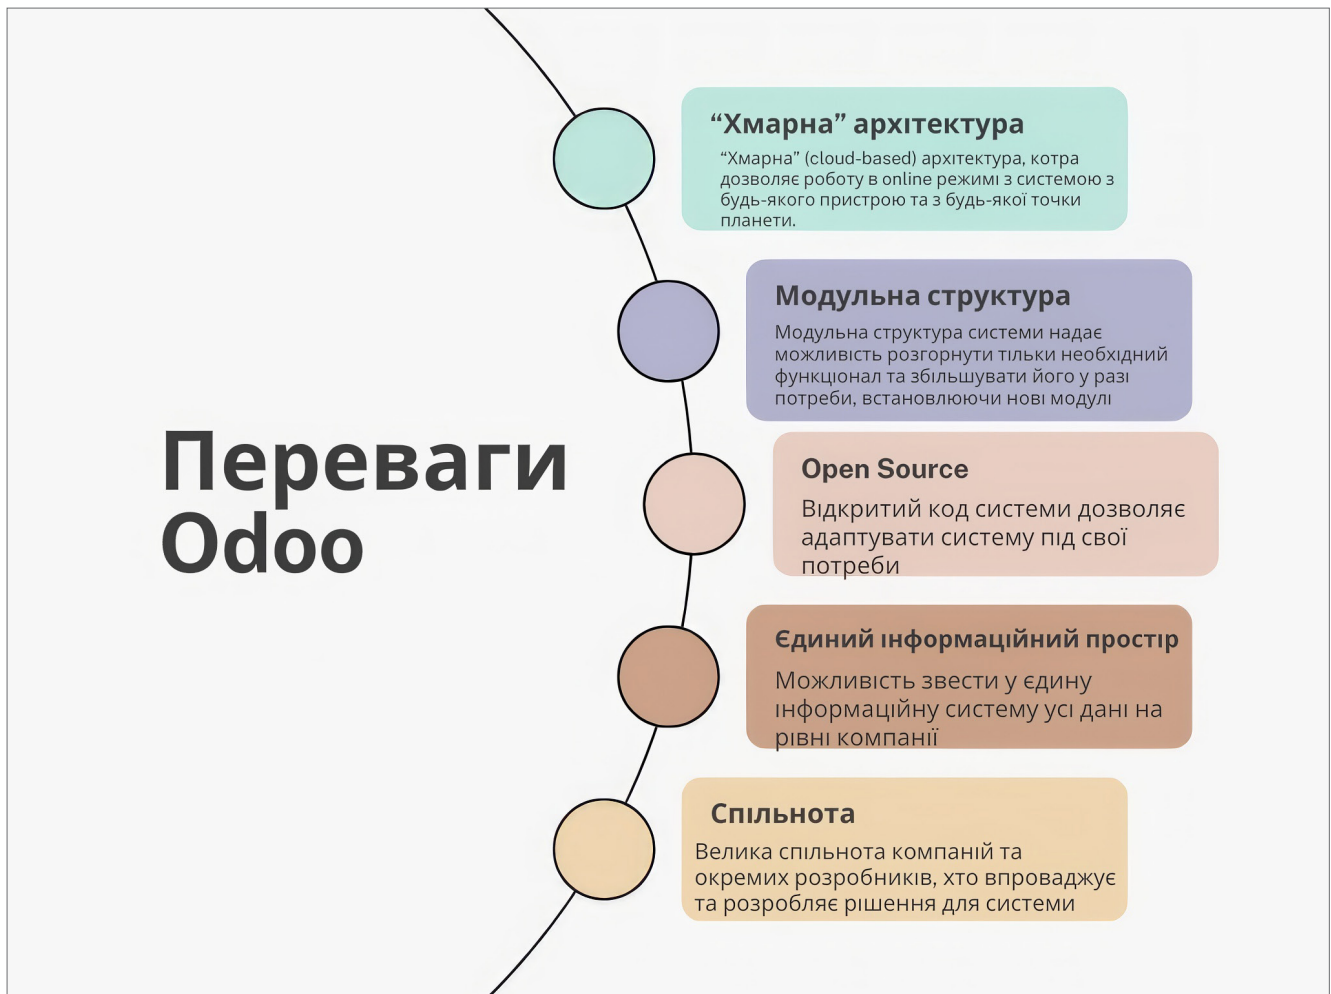 Переваги
Odoo
“Хмарна” архітектура
“Хмарна” (cloud-based) архітектура, котра
дозволяє роботу в online режимі з системою з
будь-якого пристрою та з будь-якої точки
планети.
Модульна структура
Модульна структура системи надає
можливість розгорнути тільки необхідний
функціонал та збільшувати його у разі
потреби, встановлюючи нові модулі
Open Source
Відкритий код системи дозволяє
адаптувати систему під свої
потреби
Єдиний інформаційний простір
Можливість звести у єдину
інформаційну систему усі дані на
рівні компанії
Спільнота
Велика спільнота компаній та
окремих розробників, хто впроваджує
та розробляє рішення для системи